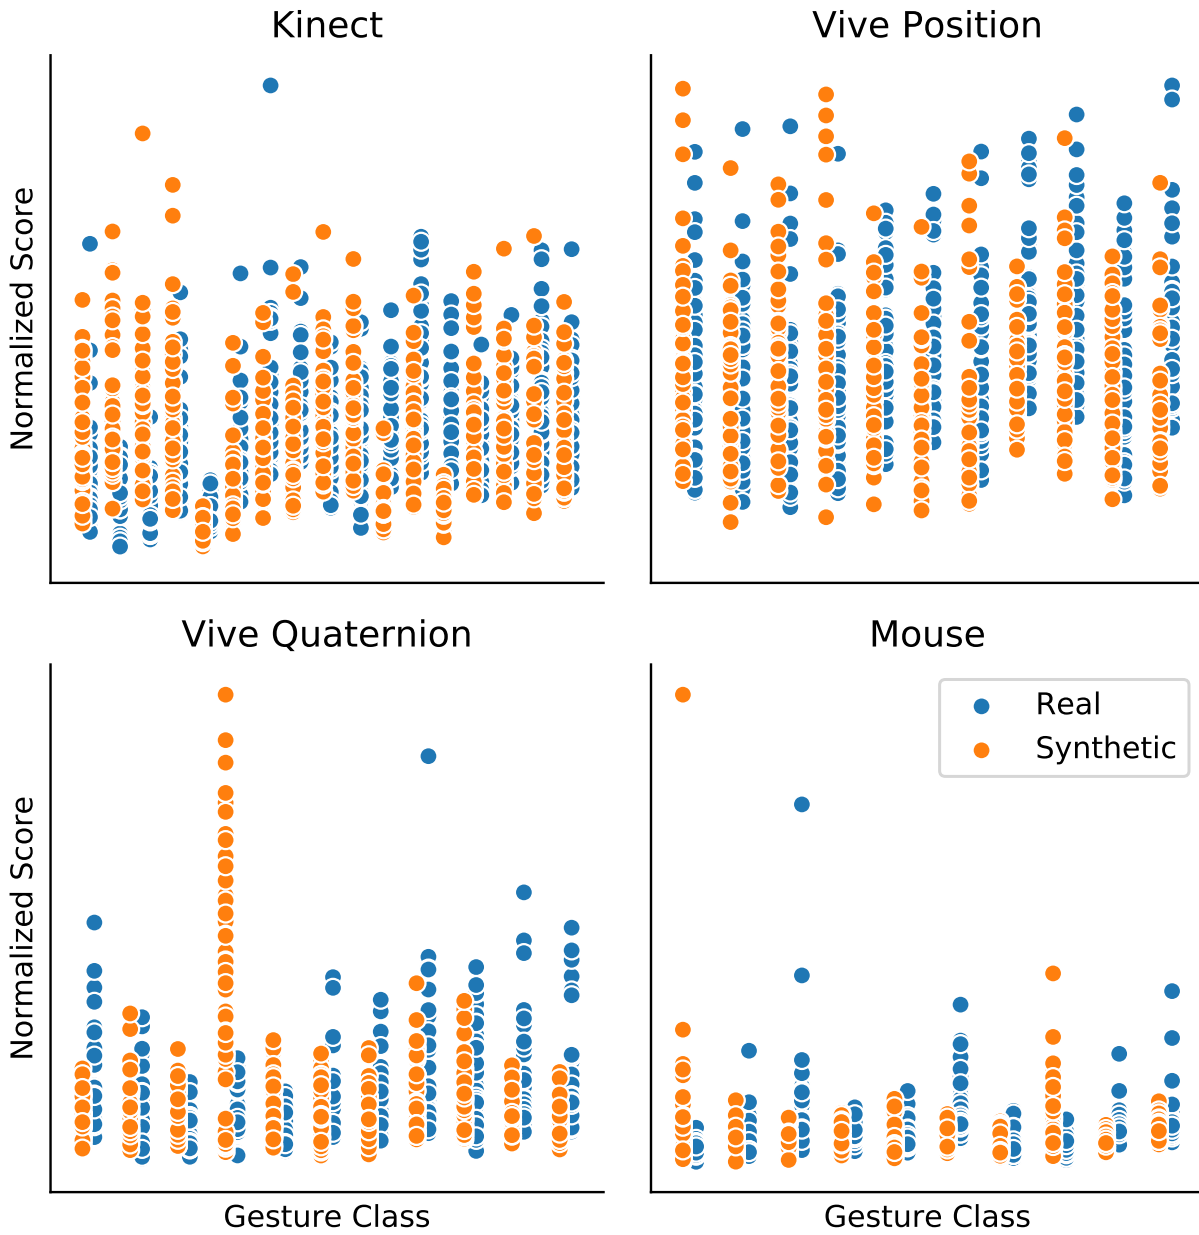 Kinect
Vive Position
Normalized Score
Vive Quaternion
Mouse
Normalized Score
Real
Synthetic
Gesture Class
Gesture Class